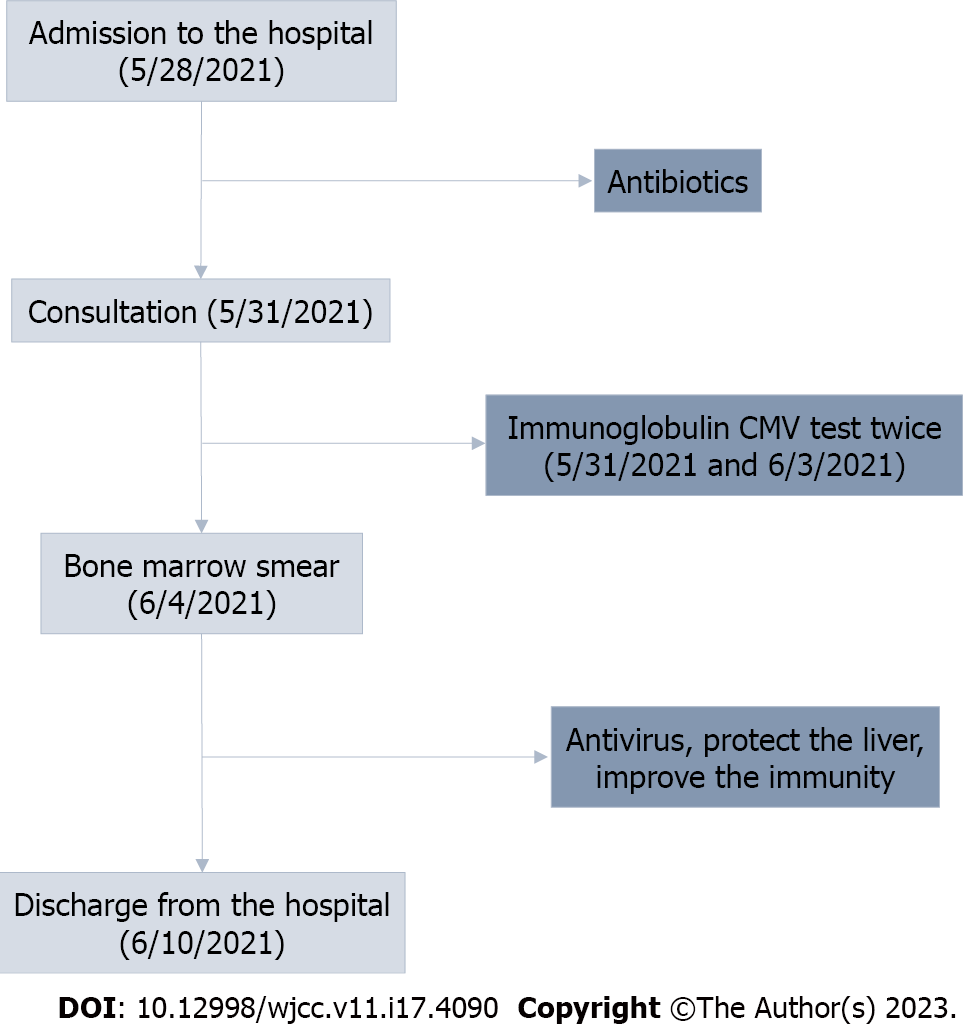 Admission to the hospital
(5/28/2021)
Antibiotics
Consultation (5/31/2021)
Immunoglobulin CMV test twice
(5/31/2021 and 6/3/2021)
Bone marrow smear
(6/4/2021)
Antivirus, protect the liver,
improve the immunity
Discharge from the hospital
(6/10/2021)
DOI: 10.12998/wjcc.v11.i17.4090 Copyright ©The Author(s) 2023.